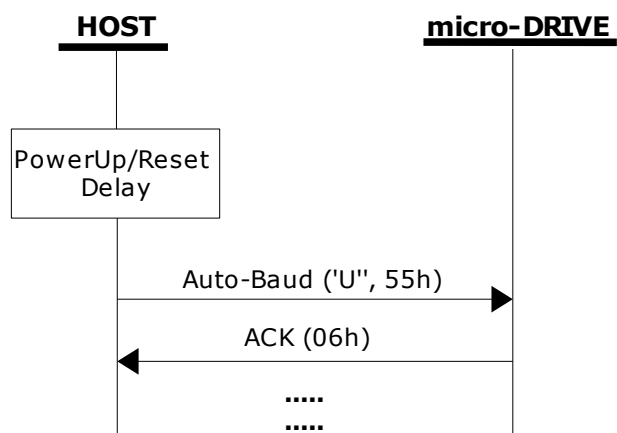 HOST
micro-DRIVE
PowerUp/Reset
Delay
Auto-Baud ('U'', 55h)
ACK (06h)
.....
.....